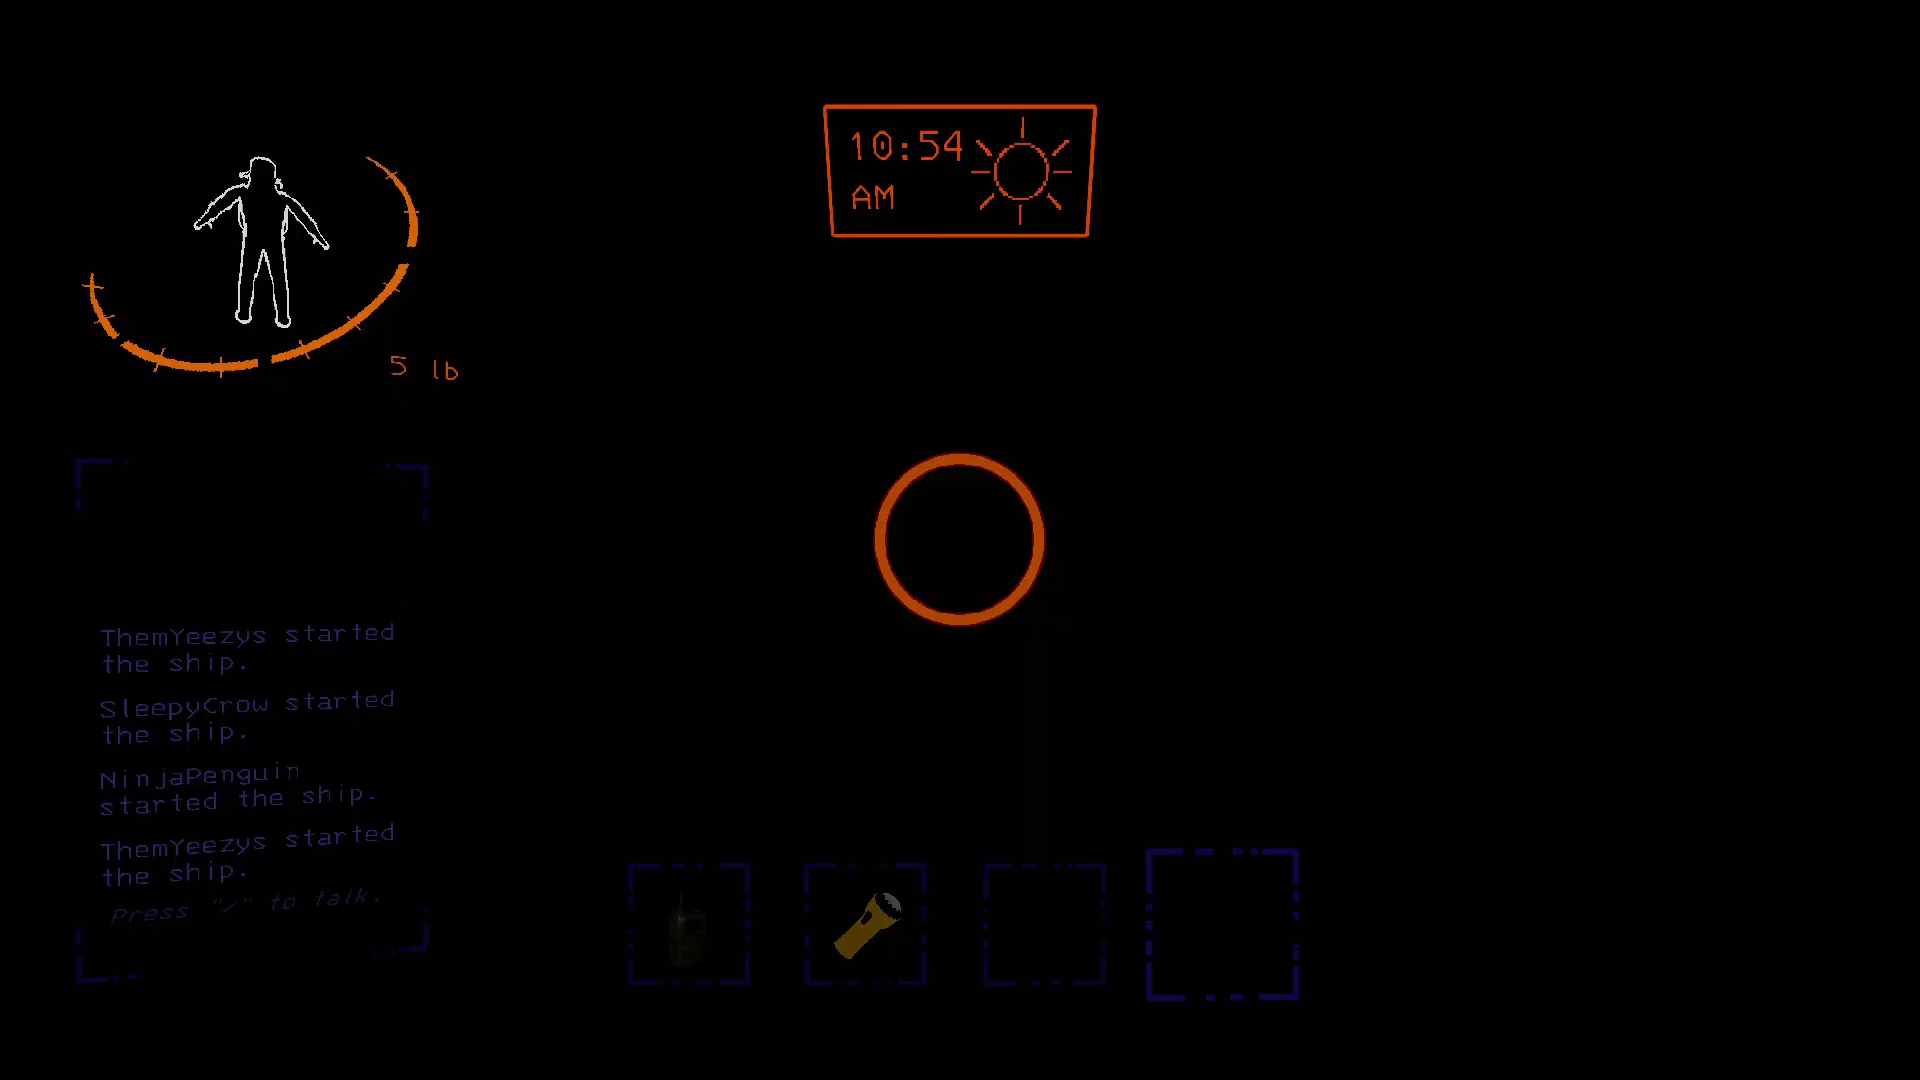 10:54
AM
5 lb
ThemYeezys started
the ship.
SleepyCrow started
the ship.
NinjaPenguin
started the ship.
ThemYeezys started
the ship.
Press "/" to talk.